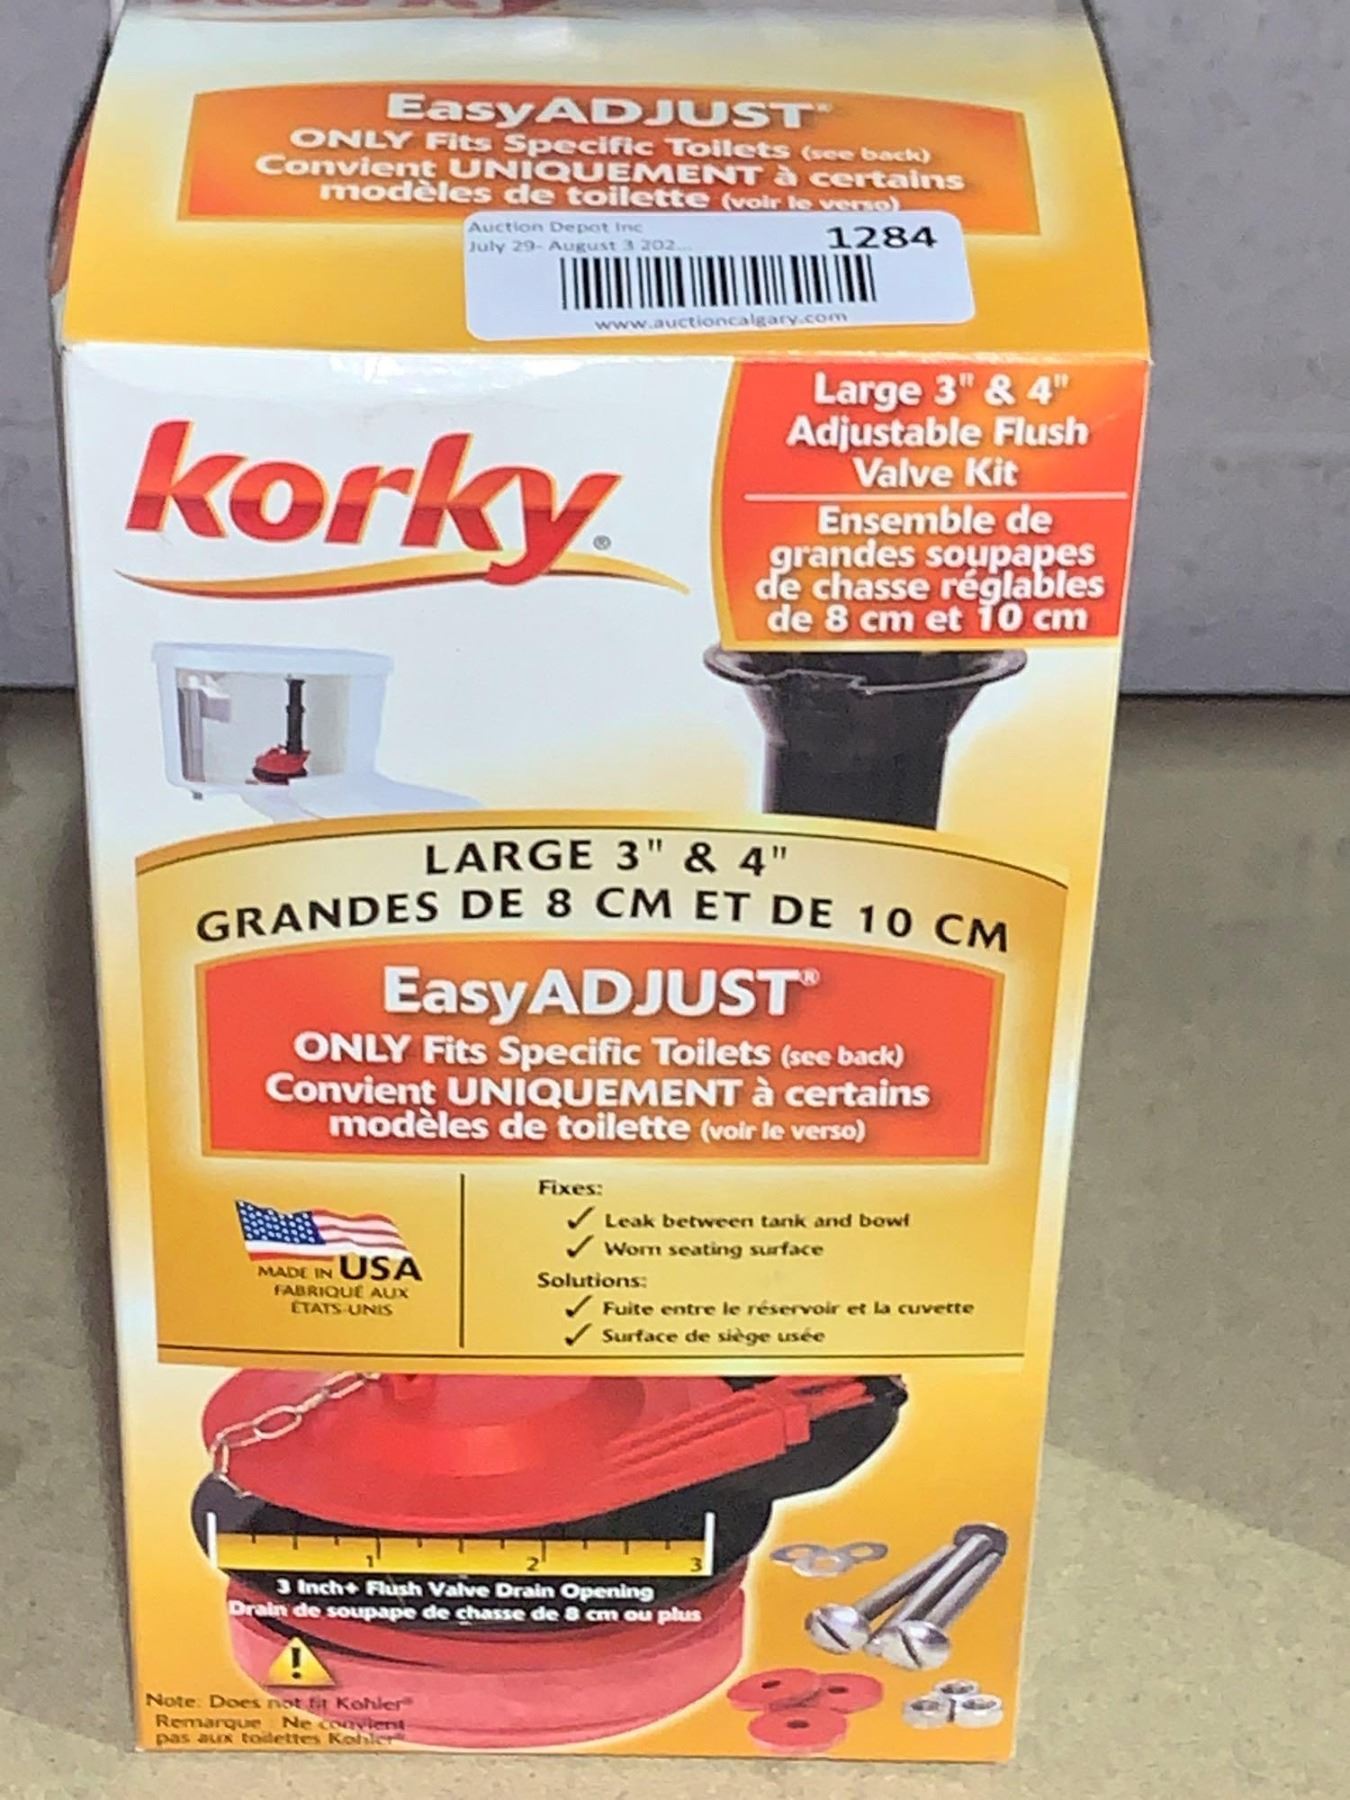 EasyADJUST®
ONLY Fits Specific Toilets (see back)
Convient UNIQUEMENT à certains
modèles de toilette (voir le verso)
Auction Depot Inc
July 29- August 3 202...
1284
www.auctioncalgary.com
korky®
Large 3" & 4"
Adjustable Flush
Valve Kit
Ensemble de
grandes soupapes
de chasse réglables
de 8 cm et 10 cm
LARGE 3" & 4"
GRANDES DE 8 CM ET DE 10 CM
EasyADJUST®
ONLY Fits Specific Toilets (see back)
Convient UNIQUEMENT à certains
modèles de toilette (voir le verso)
MADE IN USA
FABRIQUÉ AUX
ÉTATS-UNIS
Fixes:
✓ Leak between tank and bowl
✓ Worn seating surface
Solutions:
✓ Fuite entre le réservoir et la cuvette
✓ Surface de siège usée
1 2 3
3 Inch+ Flush Valve Drain Opening
Drain de soupape de chasse de 8 cm ou plus
!
Note: Does not fit Kohler®
Remarque Ne convient
pas aux toilettes Kohler®